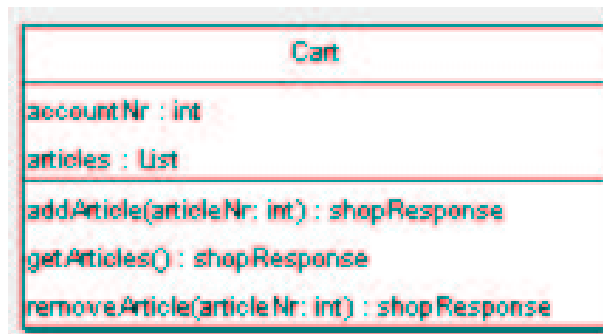 Cart
accountNr : int
articles : List
addArticle(articleNr: int) : shopResponse
getArticles() : shopResponse
removeArticle(articleNr: int) : shopResponse